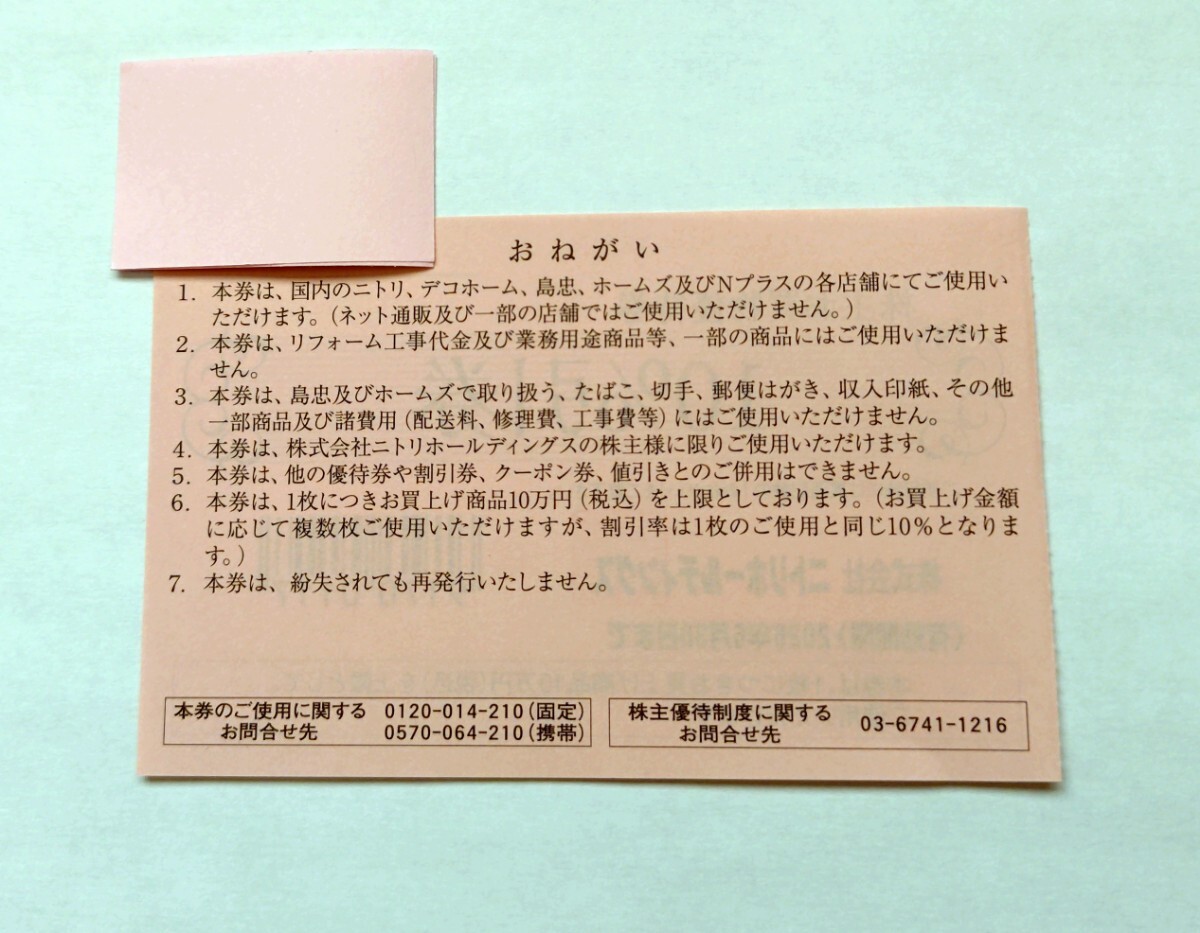 おねがい
1. 本券は、国内のニトリ、デコホーム、島忠、ホームズ及びNプラスの各店舗にてご使用い
ただけます。(ネット通販及び一部の店舗ではご使用いただけません。)
2. 本券は、リフォーム工事代金及び業務用途商品等、一部の商品にはご使用いただけま
せん。
3. 本券は、島忠及びホームズで取り扱う、たばこ、切手、郵便はがき、収入印紙、その他
一部商品及び諸費用(配送料、修理費、工事費等)にはご使用いただけません。
4. 本券は、株式会社ニトリホールディングスの株主様に限りご使用いただけます。
5. 本券は、他の優待券や割引券、クーポン券、値引きとのご併用はできません。
6. 本券は、1枚につきお買上げ商品10万円(税込)を上限としております。(お買上げ金額
に応じて複数枚ご使用いただけますが、割引率は1枚のご使用と同じ10%となりま
す。)
7. 本券は、紛失されても再発行いたしません。
株式会社 ニトリホールディングス
本券のご使用に関する 0120-014-210(固定)
お問合せ先 0570-064-210(携帯)
株主優待制度に関する
お問合せ先
03-6741-1216